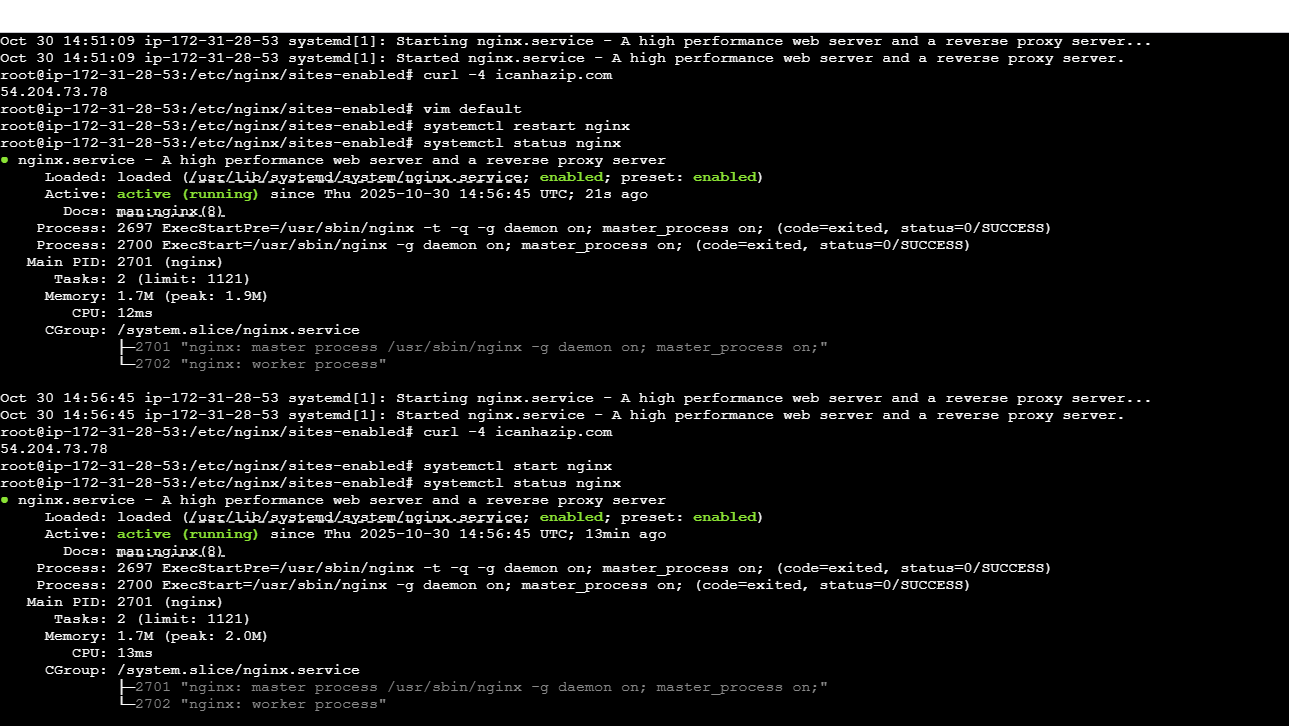 Oct 30 14:51:09 ip-172-31-28-53 systemd[1]: Starting nginx.service - A high performance web server and a reverse proxy server...
Oct 30 14:51:09 ip-172-31-28-53 systemd[1]: Started nginx.service - A high performance web server and a reverse proxy server.
root@ip-172-31-28-53:/etc/nginx/sites-enabled# curl -4 icanhazip.com
54.204.73.78
root@ip-172-31-28-53:/etc/nginx/sites-enabled# vim default
root@ip-172-31-28-53:/etc/nginx/sites-enabled# systemctl restart nginx
root@ip-172-31-28-53:/etc/nginx/sites-enabled# systemctl status nginx
● nginx.service - A high performance web server and a reverse proxy server
     Loaded: loaded (/usr/lib/systemd/system/nginx.service; enabled; preset: enabled)
     Active: active (running) since Thu 2025-10-30 14:56:45 UTC; 21s ago
       Docs: man:nginx(8)
    Process: 2697 ExecStartPre=/usr/sbin/nginx -t -q -g daemon on; master_process on; (code=exited, status=0/SUCCESS)
    Process: 2700 ExecStart=/usr/sbin/nginx -g daemon on; master_process on; (code=exited, status=0/SUCCESS)
   Main PID: 2701 (nginx)
      Tasks: 2 (limit: 1121)
     Memory: 1.7M (peak: 1.9M)
        CPU: 12ms
     CGroup: /system.slice/nginx.service
             ├─2701 "nginx: master process /usr/sbin/nginx -g daemon on; master_process on;"
             └─2702 "nginx: worker process"
Oct 30 14:56:45 ip-172-31-28-53 systemd[1]: Starting nginx.service - A high performance web server and a reverse proxy server...
Oct 30 14:56:45 ip-172-31-28-53 systemd[1]: Started nginx.service - A high performance web server and a reverse proxy server.
root@ip-172-31-28-53:/etc/nginx/sites-enabled# curl -4 icanhazip.com
54.204.73.78
root@ip-172-31-28-53:/etc/nginx/sites-enabled# systemctl start nginx
root@ip-172-31-28-53:/etc/nginx/sites-enabled# systemctl status nginx
● nginx.service - A high performance web server and a reverse proxy server
     Loaded: loaded (/usr/lib/systemd/system/nginx.service; enabled; preset: enabled)
     Active: active (running) since Thu 2025-10-30 14:56:45 UTC; 13min ago
       Docs: man:nginx(8)
    Process: 2697 ExecStartPre=/usr/sbin/nginx -t -q -g daemon on; master_process on; (code=exited, status=0/SUCCESS)
    Process: 2700 ExecStart=/usr/sbin/nginx -g daemon on; master_process on; (code=exited, status=0/SUCCESS)
   Main PID: 2701 (nginx)
      Tasks: 2 (limit: 1121)
     Memory: 1.7M (peak: 2.0M)
        CPU: 13ms
     CGroup: /system.slice/nginx.service
             ├─2701 "nginx: master process /usr/sbin/nginx -g daemon on; master_process on;"
             └─2702 "nginx: worker process"